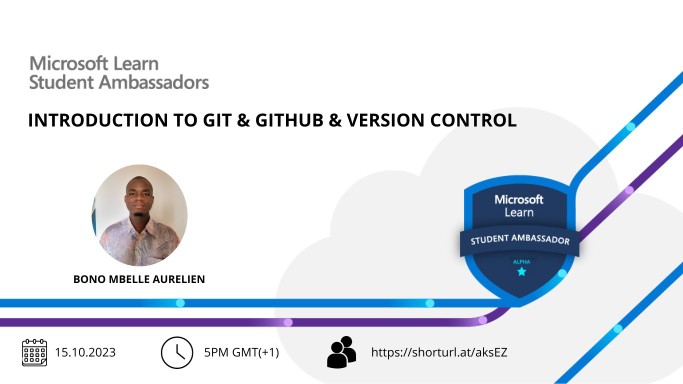 Microsoft Learn
Student Ambassadors
INTRODUCTION TO GIT & GITHUB & VERSION CONTROL
Microsoft
Learn
STUDENT AMBASSADOR
ALPHA
BONO MBELLE AURELIEN
15.10.2023
5PM GMT(+1)
https://shorturl.at/aksEZ